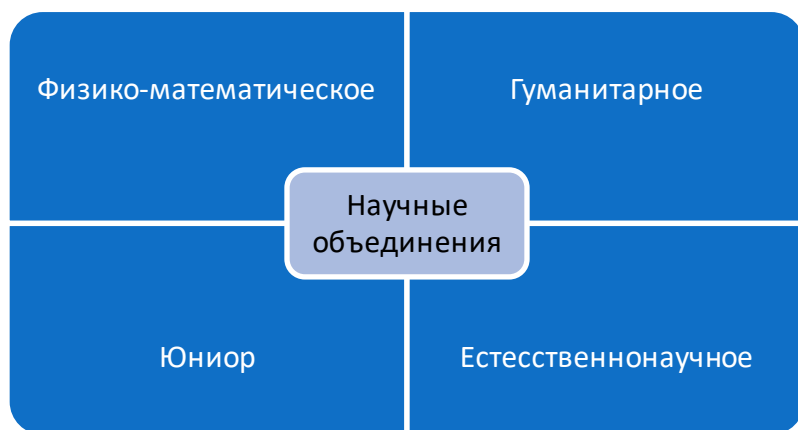 Физико-математическое
Гуманитарное
Научные
объединения
Юниор
Естесственнонаучное